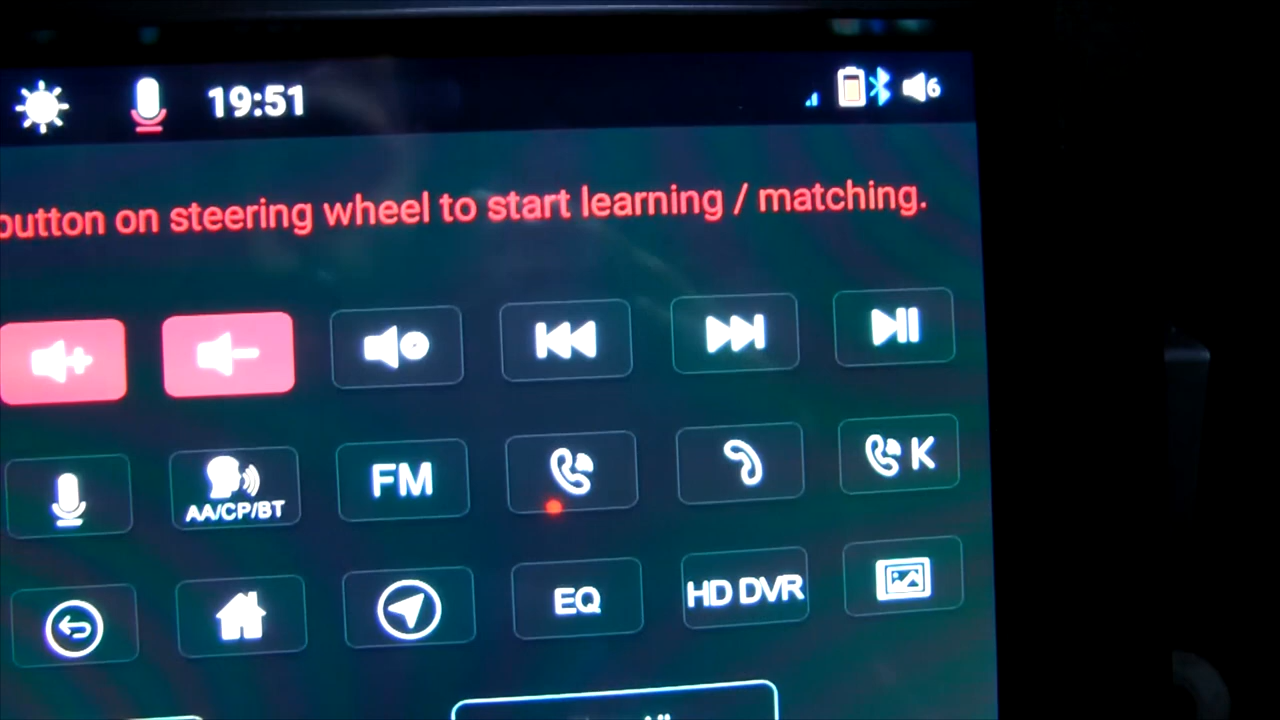 19:51
6
button on steering wheel to start learning / matching.
K
FM
AA/CP/BT
EQ
HD DVR